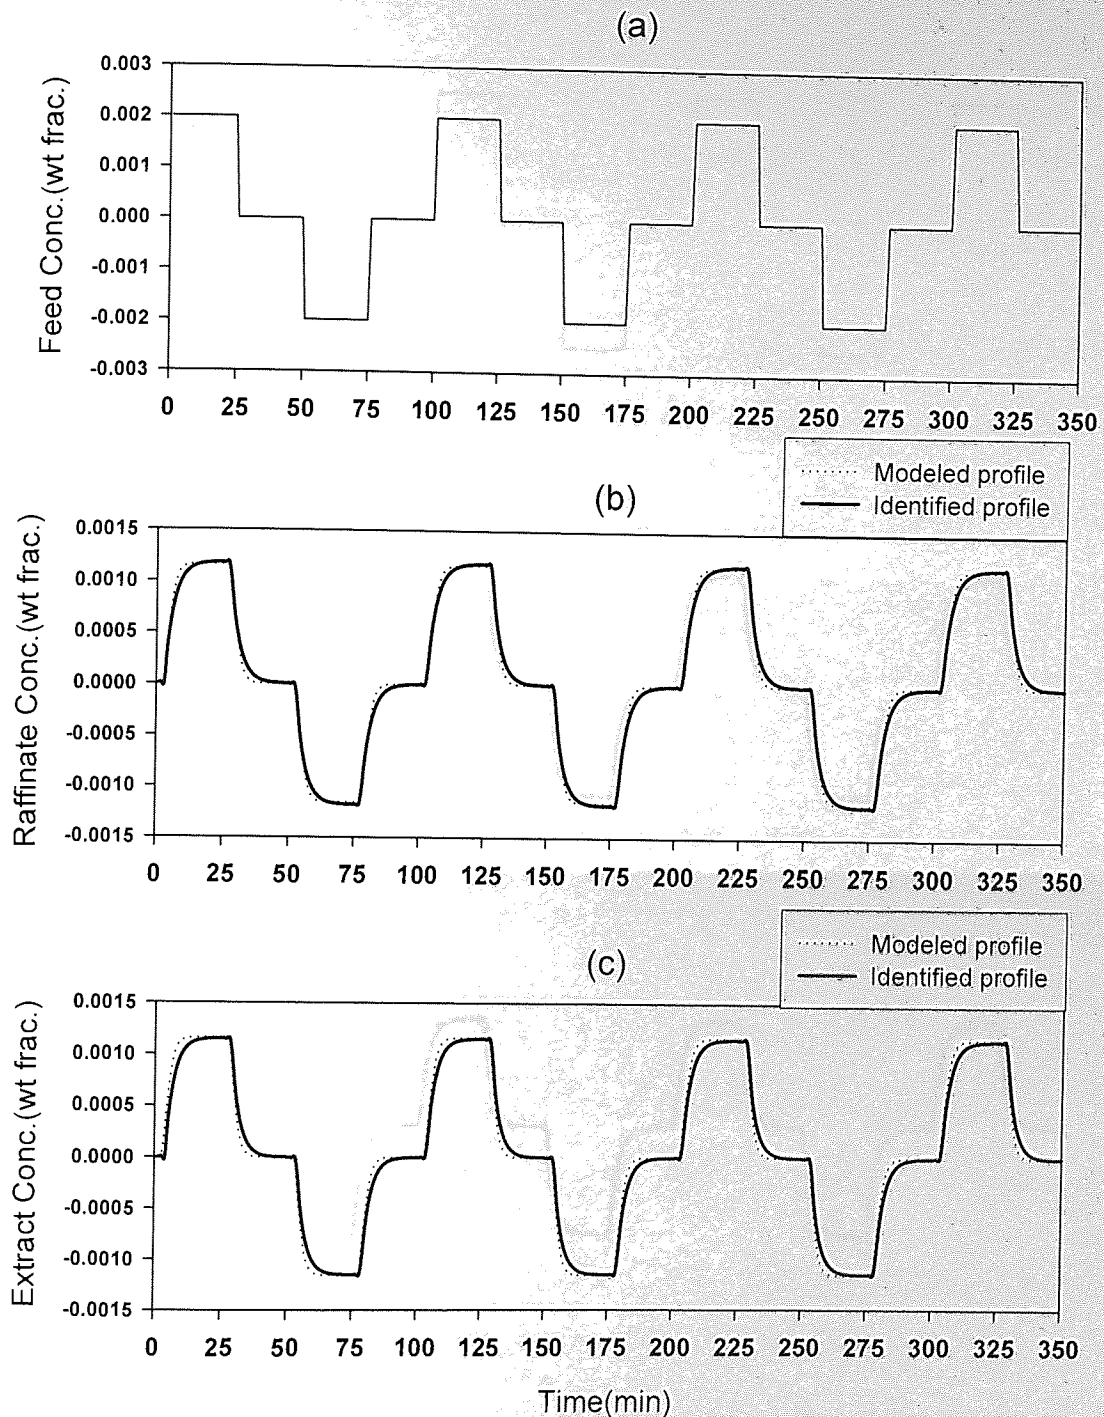 (a)
Feed Conc.(wt frac.)
0.003
0.002
0.001
0.000
-0.001
-0.002
-0.003
0 25 50 75 100 125 150 175 200 225 250 275 300 325 350
Modeled profile
Identified profile
(b)
Raffinate Conc.(wt frac.)
0.0015
0.0010
0.0005
0.0000
-0.0005
-0.0010
-0.0015
0 25 50 75 100 125 150 175 200 225 250 275 300 325 350
Modeled profile
Identified profile
(c)
Extract Conc.(wt frac.)
0.0015
0.0010
0.0005
0.0000
-0.0005
-0.0010
-0.0015
0 25 50 75 100 125 150 175 200 225 250 275 300 325 350
Time(min)